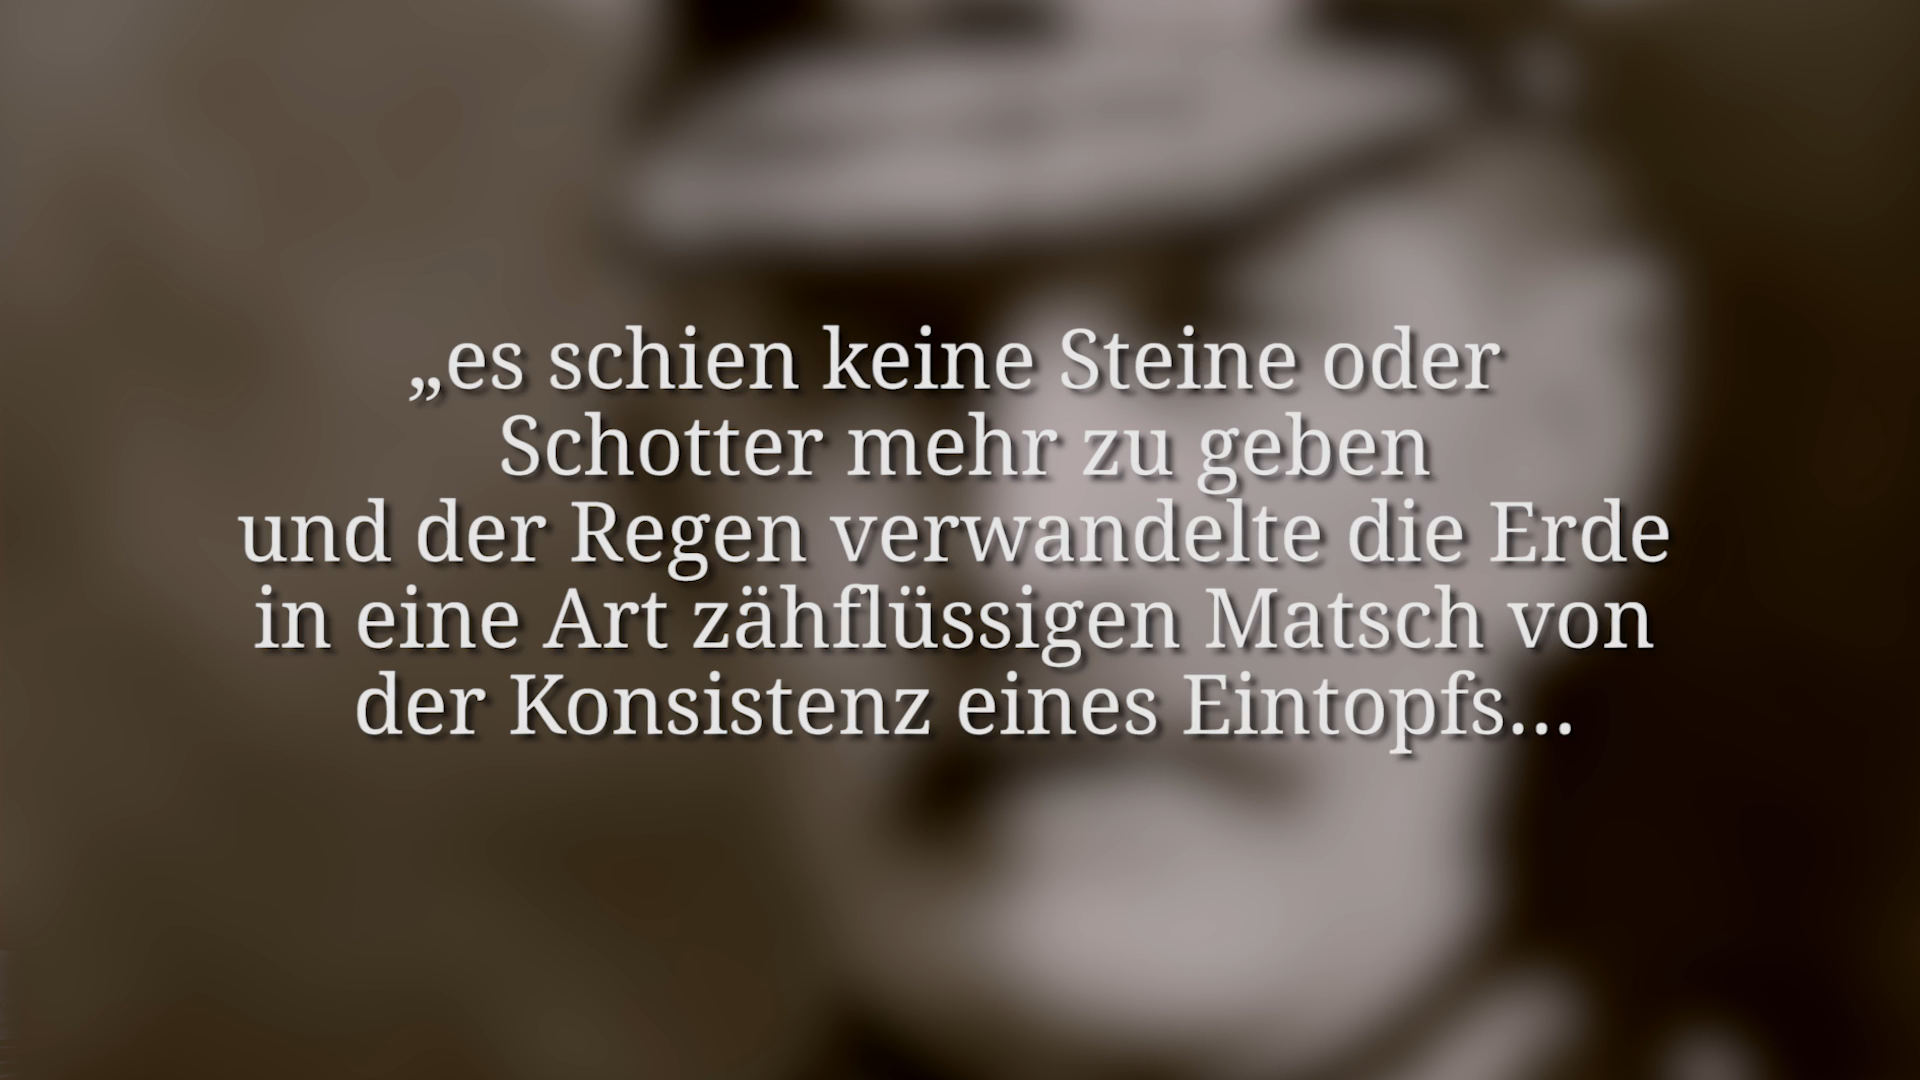 „es schien keine Steine oder
Schotter mehr zu geben
und der Regen verwandelte die Erde
in eine Art zähflüssigen Matsch von
der Konsistenz eines Eintopfs...